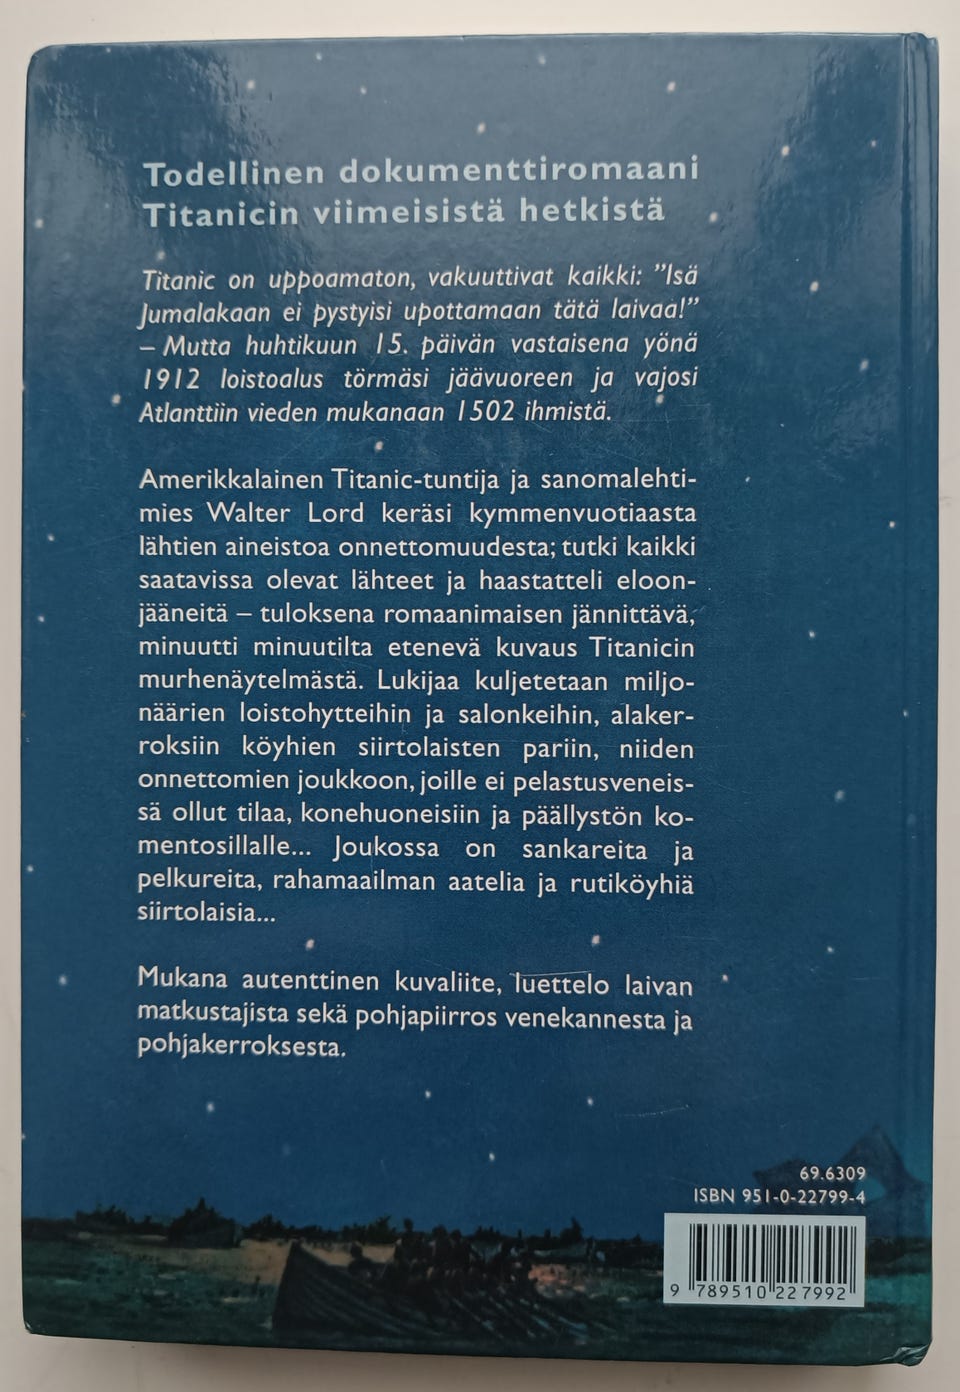 Todellinen dokumenttiromaani
Titanicin viimeisistä hetkistä
Titanic on uppoamaton, vakuuttivat kaikki: ”Isä
Jumalakaan ei pystyisi upottamaan tätä laivaa!”
– Mutta huhtikuun 15. päivän vastaisena yönä
1912 loistoalus törmäsi jäävuoreen ja vajosi
Atlanttiin vieden mukanaan 1502 ihmistä.
Amerikkalainen Titanic-tuntija ja sanomalehti-
mies Walter Lord keräsi kymmenvuotiaasta
lähtien aineistoa onnettomuudesta; tutki kaikki
saatavissa olevat lähteet ja haastatteli eloon-
jääneitä – tuloksena romaanimaisen jännittävä,
minuutti minuutilta etenevä kuvaus Titanicin
murhenäytelmästä. Lukijaa kuljetetaan miljo-
näärien loistohytteihin ja salonkeihin, alaker-
roksiin köyhien siirtolaisten pariin, niiden
onnettomien joukkoon, joille ei pelastusveneis-
sä ollut tilaa, konehuoneisiin ja päällystön ko-
mentosillalle... Joukossa on sankareita ja
pelkureita, rahamaailman aatelia ja rutiköyhiä
siirtolaisia...
Mukana autenttinen kuvaliite, luettelo laivan
matkustajista sekä pohjapiirros venekannesta ja
pohjakerroksesta.
69.6309
ISBN 951-0-22799-4
9 789510 227992